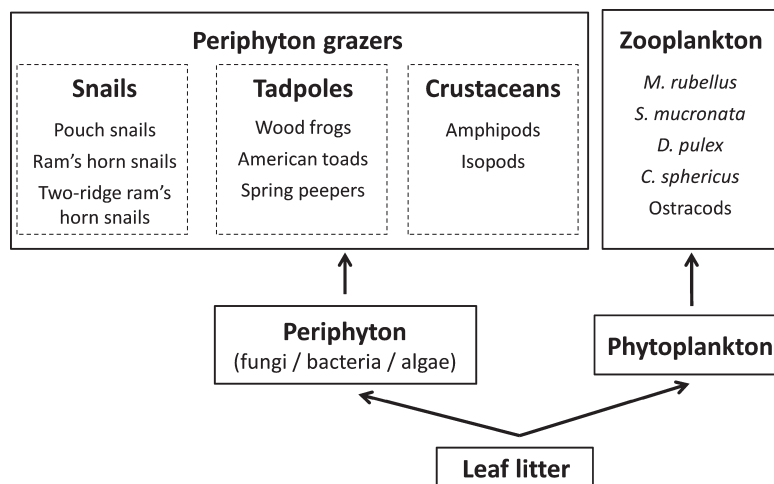 Periphyton grazers
Snails
Pouch snails
Ram's horn snails
Two-ridge ram's
horn snails
Tadpoles
Wood frogs
American toads
Spring peepers
Crustaceans
Amphipods
Isopods
Zooplankton
M. rubellus
S. mucronata
D. pulex
C. sphericus
Ostracods
Periphyton
(fungi / bacteria / algae)
Phytoplankton
Leaf litter